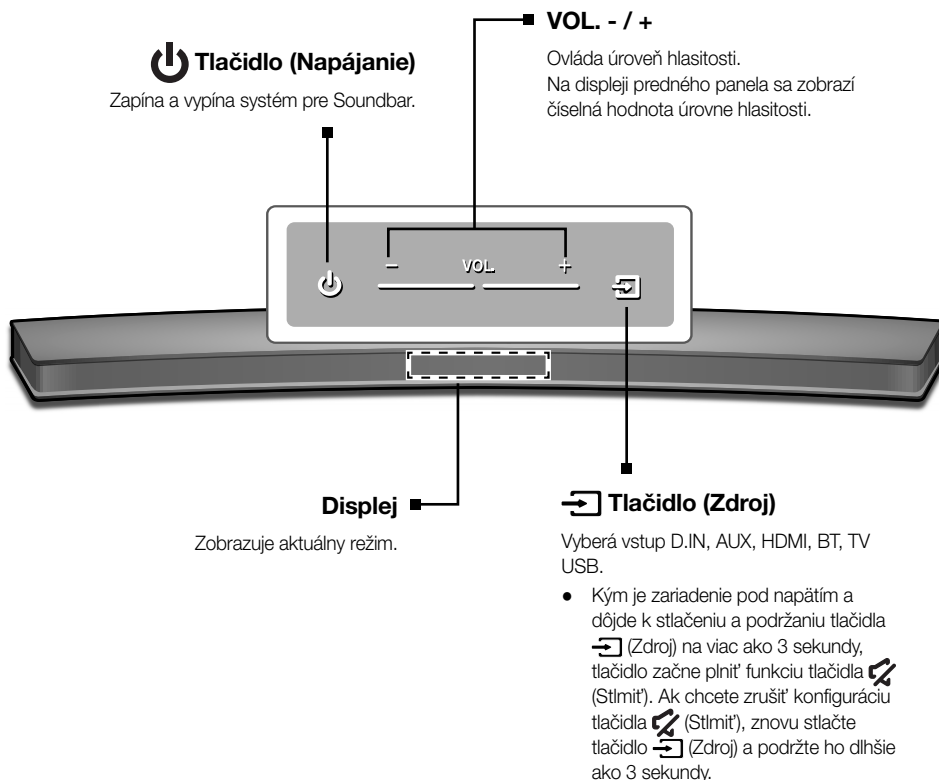 VOL. - / +
Ovláda úroveň hlasitosti.
Na displeji predného panela sa zobrazí
číselná hodnota úrovne hlasitosti.
Tlačidlo (Napájanie)
Zapína a vypína systém pre Soundbar.
- VOL. +
Displej
Zobrazuje aktuálny režim.
Tlačidlo (Zdroj)
Vyberá vstup D.IN, AUX, HDMI, BT, TV
USB.
● Kým je zariadenie pod napätím a
dôjde k stlačeniu a podržaniu tlačidla
(Zdroj) na viac ako 3 sekundy,
tlačidlo začne plniť funkciu tlačidla
(Stlmiť). Ak chcete zrušiť konfiguráciu
tlačidla (Stlmiť), znovu stlačte
tlačidlo (Zdroj) a podržte ho dlhšie
ako 3 sekundy.